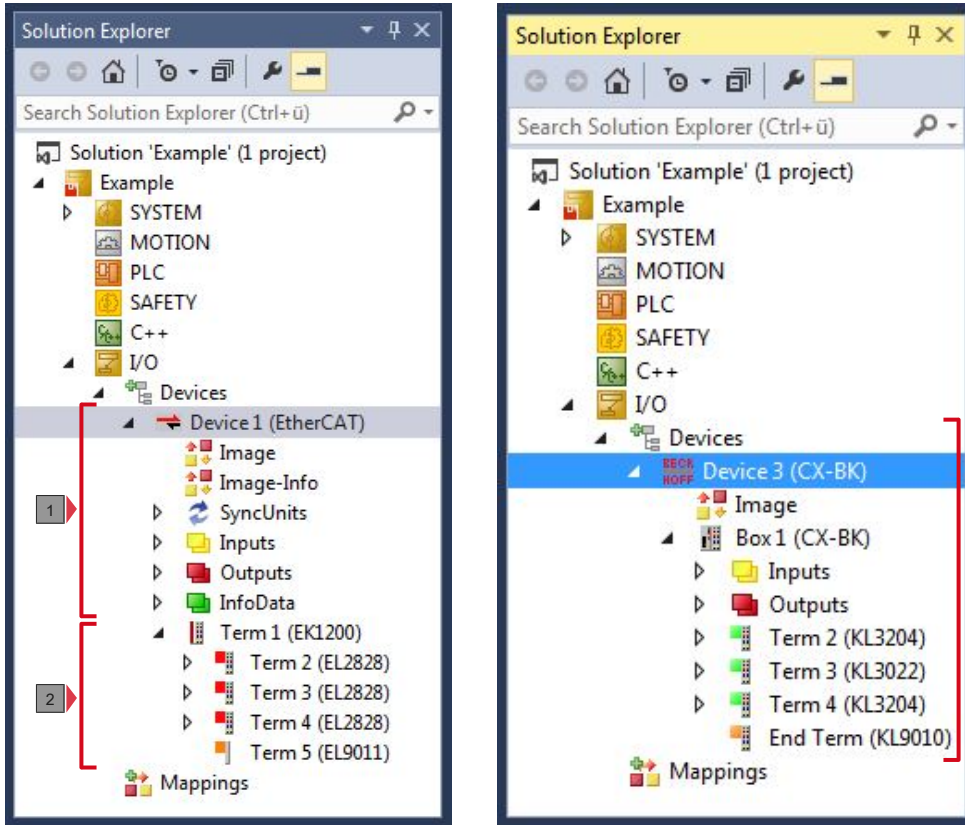 Solution Explorer
Search Solution Explorer (Ctrl+ü)
Solution 'Example' (1 project)
Example
SYSTEM
MOTION
PLC
SAFETY
C++
I/O
Devices
Device 1 (EtherCAT)
Image
Image-Info
1
SyncUnits
Inputs
Outputs
InfoData
Term 1 (EK1200)
Term 2 (EL2828)
2
Term 3 (EL2828)
Term 4 (EL2828)
Term 5 (EL9011)
Mappings
Solution Explorer
Search Solution Explorer (Ctrl+ü)
Solution 'Example' (1 project)
Example
SYSTEM
MOTION
PLC
SAFETY
C++
I/O
Devices
BECK
HOFF
Device 3 (CX-BK)
Image
Box 1 (CX-BK)
Inputs
Outputs
Term 2 (KL3204)
Term 3 (KL3022)
Term 4 (KL3204)
End Term (KL9010)
Mappings